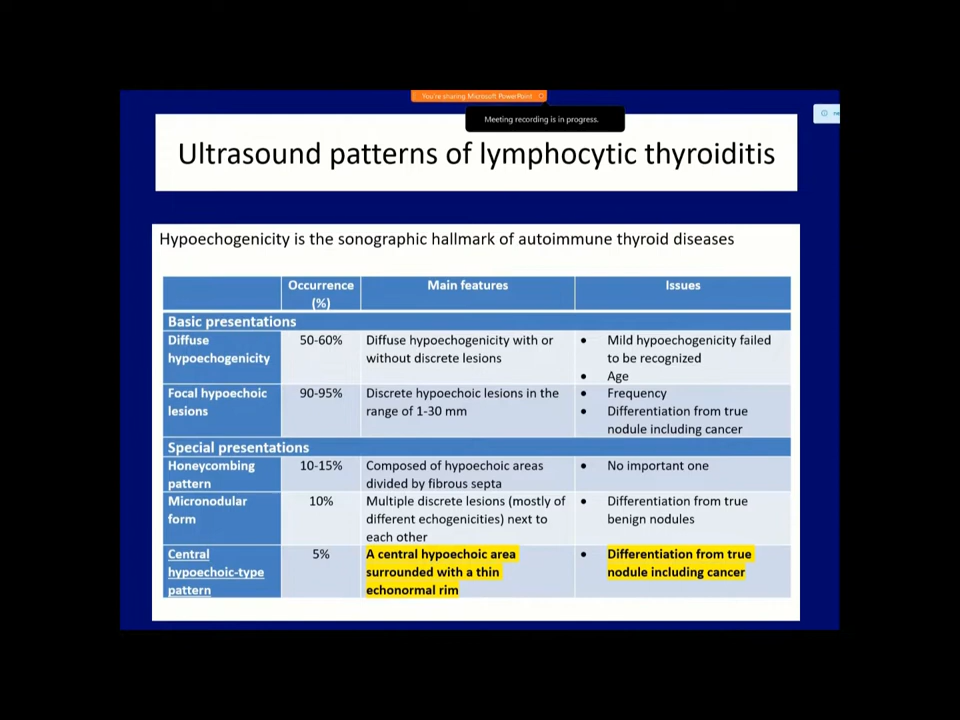 You're sharing Microsoft PowerPoint
Meeting recording is in progress.
Ultrasound patterns of lymphocytic thyroiditis
Hypoechogenicity is the sonographic hallmark of autoimmune thyroid diseases
Occurrence (%)
Main features
Issues
Basic presentations
Diffuse hypoechogenicity
50-60%
Diffuse hypoechogenicity with or
without discrete lesions
• Mild hypoechogenicity failed
to be recognized
• Age
Focal hypoechoic
lesions
90-95%
Discrete hypoechoic lesions in the
range of 1-30 mm
• Frequency
• Differentiation from true
nodule including cancer
Special presentations
Honeycombing
pattern
10-15%
Composed of hypoechoic areas
divided by fibrous septa
• No important one
Micronodular
form
10%
Multiple discrete lesions (mostly of
different echogenicities) next to
each other
• Differentiation from true
benign nodules
Central
hypoechoic-type
pattern
5%
A central hypoechoic area
surrounded with a thin
echonormal rim
• Differentiation from true
nodule including cancer